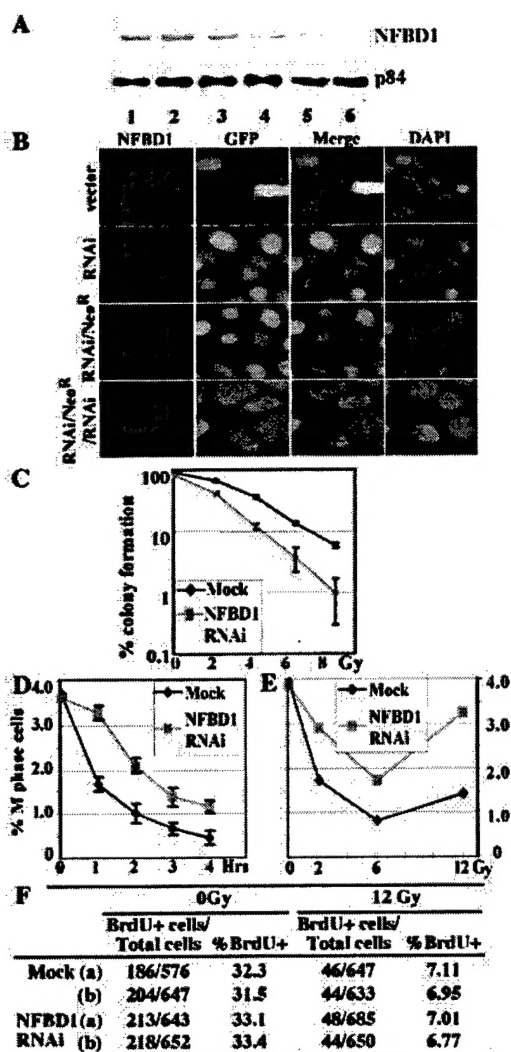 A
NFBD1
p84
1 2 3 4 5 6
B
NFBD1 GFP Merge DAPI
vector
RNAi
RNAi/Neo^R
RNAi/Neo^R
/RNAi
C
100
10
1
0.1
% colony formation
Mock
NFBD1
RNAi
0 2 4 6 8 Gy
D
4.0
3.0
2.0
1.0
0
% M phase cells
Mock
NFBD1
RNAi
0 1 2 3 4 Hrs
E
4.0
3.0
2.0
1.0
Mock
NFBD1
RNAi
0 2 6 12 Gy
F
0Gy 12 Gy
BrdU+ cells/ BrdU+ cells/
Total cells %BrdU+ Total cells %BrdU+
Mock (a) 186/576 32.3 46/647 7.11
(b) 204/647 31.5 44/633 6.95
NFBD1 (a) 213/643 33.1 48/685 7.01
RNAi (b) 218/652 33.4 44/650 6.77